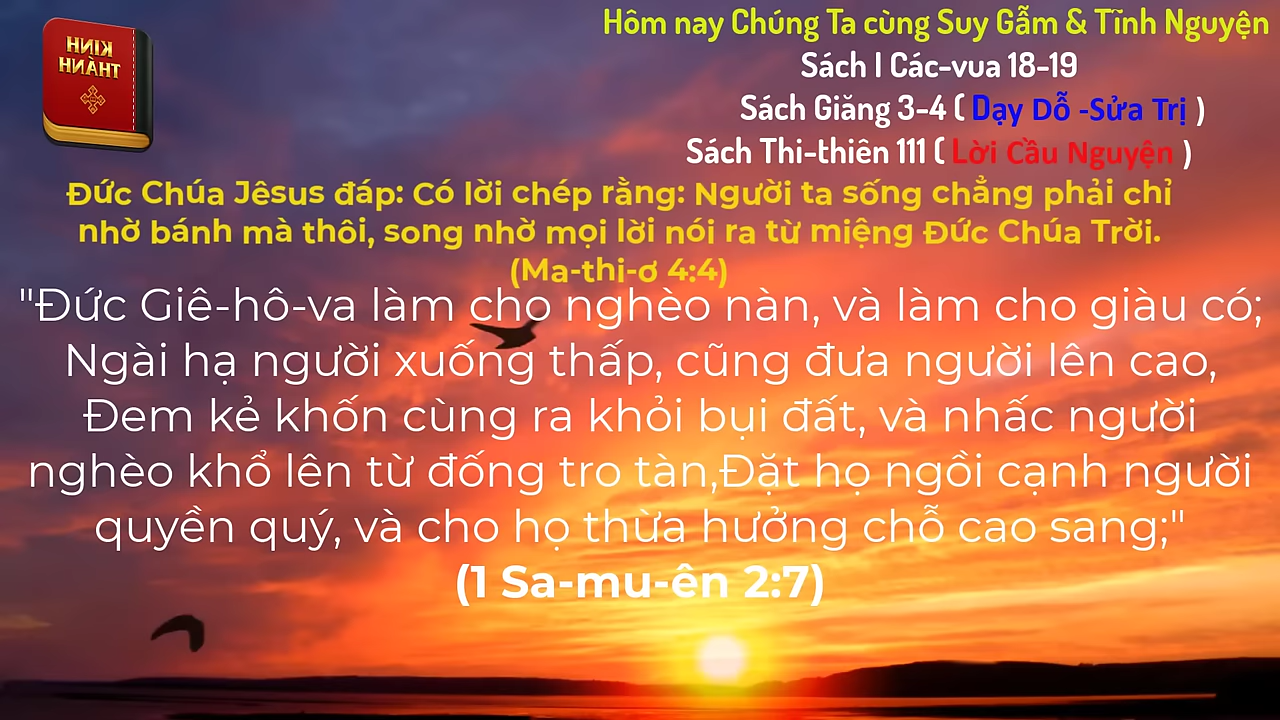 KINH
THÁNH
Hôm nay Chúng Ta cùng Suy Gẫm & Tĩnh Nguyện
Sách I Các-vua 18-19
Sách Giăng 3-4 ( Dạy Dỗ -Sửa Trị )
Sách Thi-thiên 111 ( Lời Cầu Nguyện )
Đức Chúa Jêsus đáp: Có lời chép rằng: Người ta sống chẳng phải chỉ
nhờ bánh mà thôi, song nhờ mọi lời nói ra từ miệng Đức Chúa Trời.
(Ma-thi-ơ 4:4)
"Đức Giê-hô-va làm cho nghèo nàn, và làm cho giàu có;
Ngài hạ người xuống thấp, cũng đưa người lên cao,
Đem kẻ khốn cùng ra khỏi bụi đất, và nhấc người
nghèo khổ lên từ đống tro tàn,Đặt họ ngồi cạnh người
quyền quý, và cho họ thừa hưởng chỗ cao sang;"
(1 Sa-mu-ên 2:7)